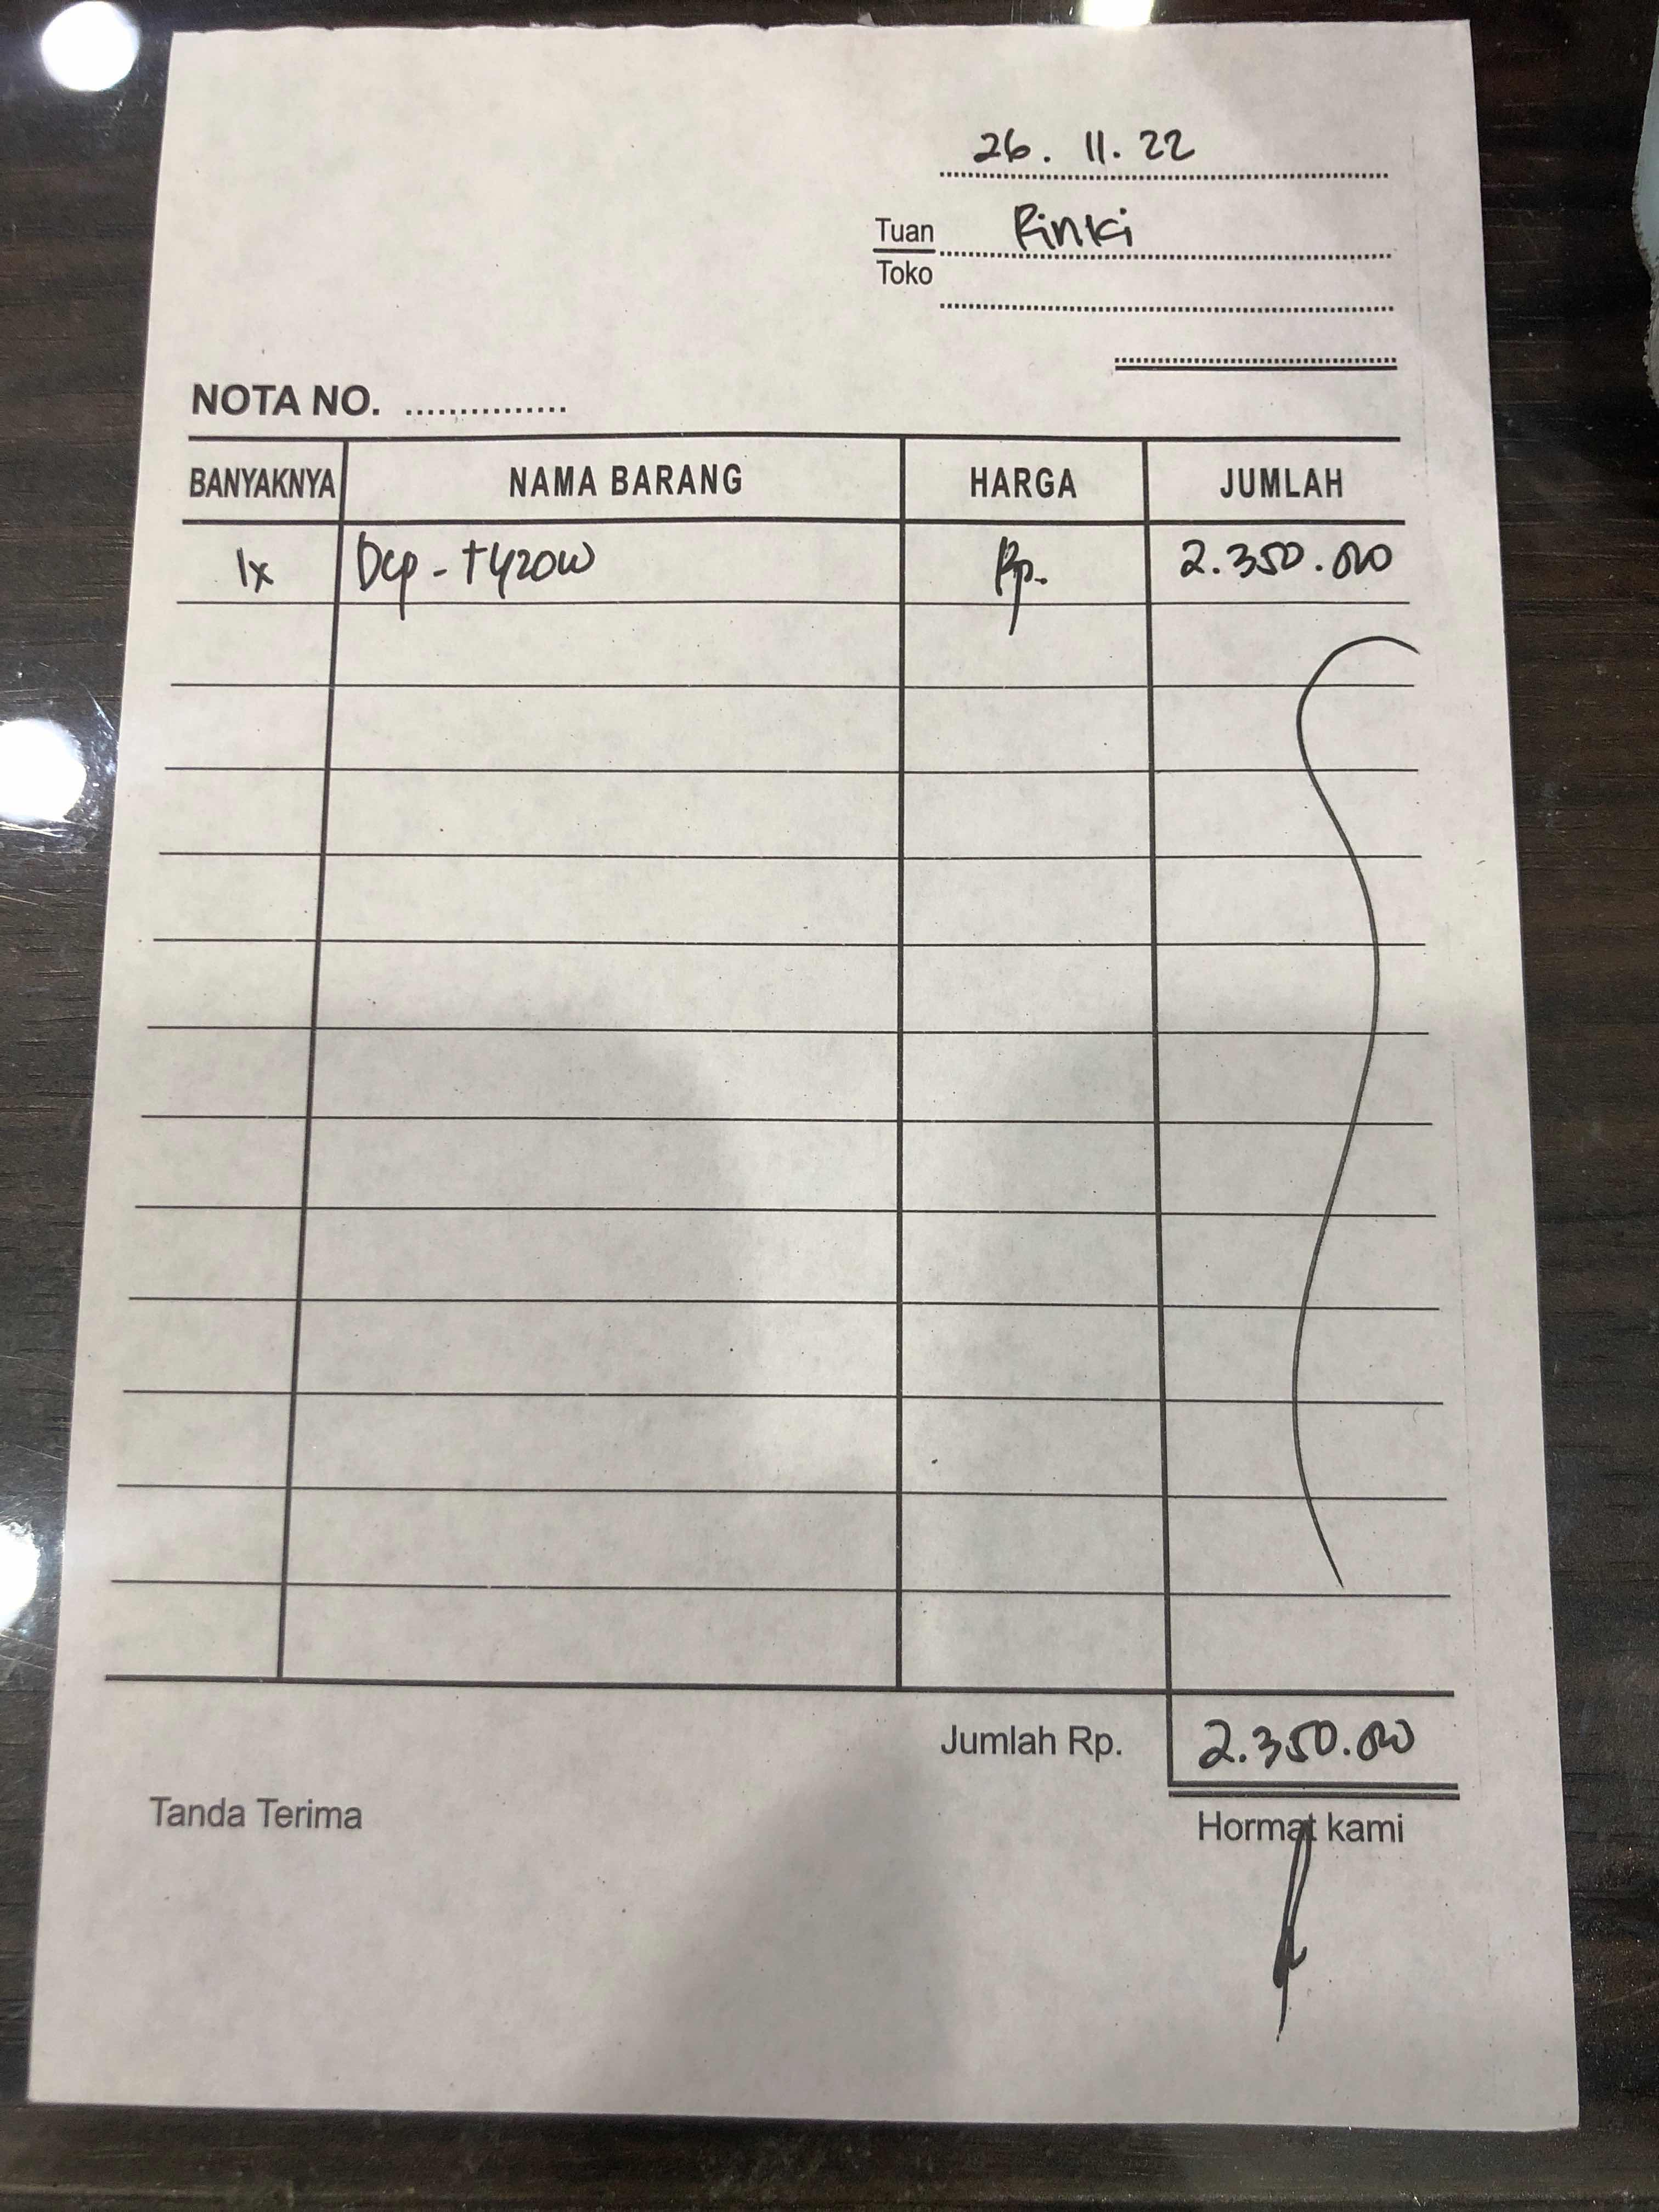 26. 11. 22
Tuan Rinki
Toko
NOTA NO. ...............
BANYAKNYA NAMA BARANG HARGA JUMLAH
1x Dcp - T420W Rp. 2.350.000
Jumlah Rp. 2.350.000
Tanda Terima Hormat kami